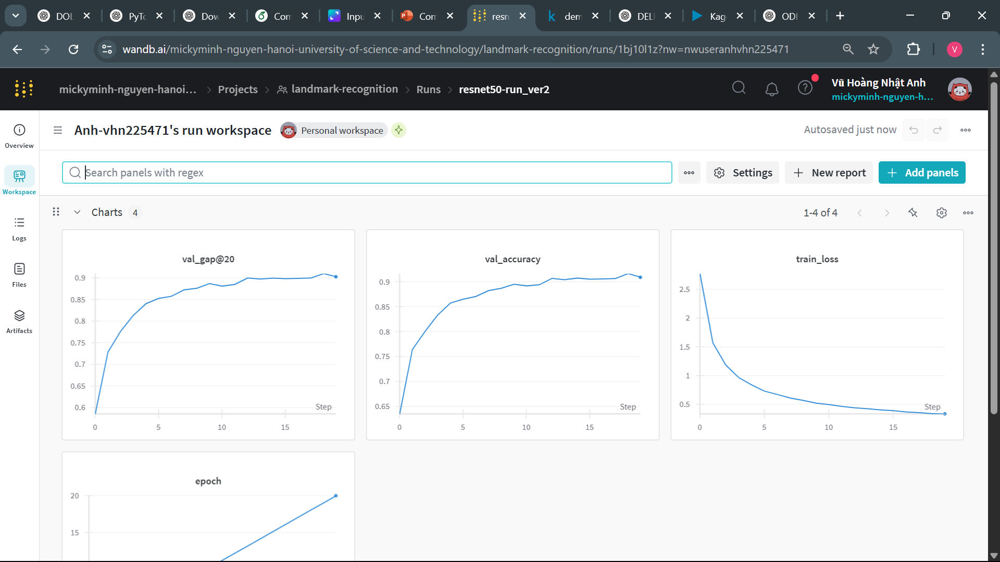 DOL
PyTo
Dow
Com
Inpu
Com
resn
dem
DEL
Kag
ODI
wandb.ai/mickyminh-nguyen-hanoi-university-of-science-and-technology/landmark-recognition/runs/1bj10l1z?nw=nwuseranhvhn225471
V
mickyminh-nguyen-hanoi... > Projects > landmark-recognition > Runs > resnet50-run_ver2
Vũ Hoàng Nhật Anh
mickyminh-nguyen-h...
Overview
Workspace
Logs
Files
Artifacts
Anh-vhn225471's run workspace
Personal workspace
Autosaved just now
Search panels with regex
Settings
New report
Add panels
Charts 4
1-4 of 4
val_gap@20
0.9
0.85
0.8
0.75
0.7
0.65
0.6
Step
0 5 10 15
val_accuracy
0.9
0.85
0.8
0.75
0.7
0.65
Step
0 5 10 15
train_loss
2.5
2
1.5
1
0.5
Step
0 5 10 15
epoch
20
15